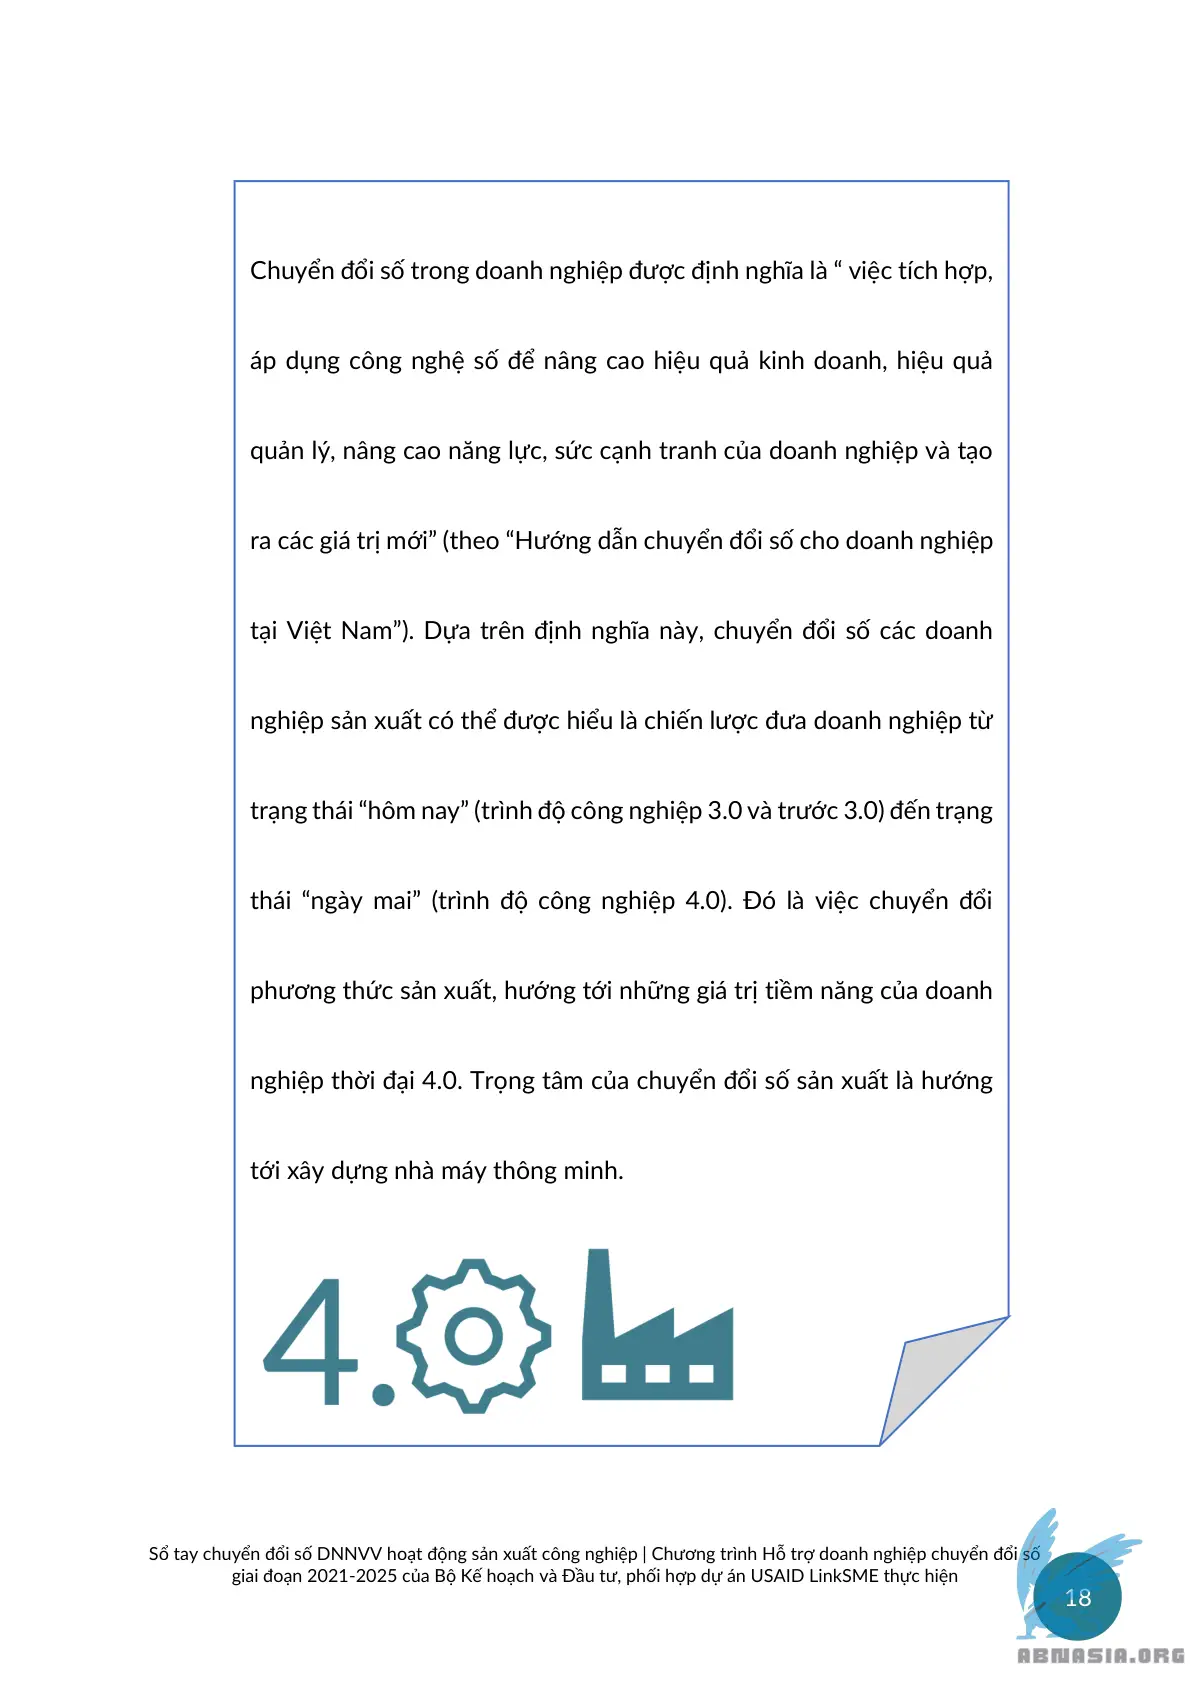 Chuyển đổi số trong doanh nghiệp được định nghĩa là “ việc tích hợp,
áp dụng công nghệ số để nâng cao hiệu quả kinh doanh, hiệu quả
quản lý, nâng cao năng lực, sức cạnh tranh của doanh nghiệp và tạo
ra các giá trị mới” (theo “Hướng dẫn chuyển đổi số cho doanh nghiệp
tại Việt Nam”). Dựa trên định nghĩa này, chuyển đổi số các doanh
nghiệp sản xuất có thể được hiểu là chiến lược đưa doanh nghiệp từ
trạng thái “hôm nay” (trình độ công nghiệp 3.0 và trước 3.0) đến trạng
thái “ngày mai” (trình độ công nghiệp 4.0). Đó là việc chuyển đổi
phương thức sản xuất, hướng tới những giá trị tiềm năng của doanh
nghiệp thời đại 4.0. Trọng tâm của chuyển đổi số sản xuất là hướng
tới xây dựng nhà máy thông minh.
4.
Sổ tay chuyển đổi số DNNVV hoạt động sản xuất công nghiệp | Chương trình Hỗ trợ doanh nghiệp chuyển đổi số
giai đoạn 2021-2025 của Bộ Kế hoạch và Đầu tư, phối hợp dự án USAID LinkSME thực hiện
18
ABNASIA.ORG